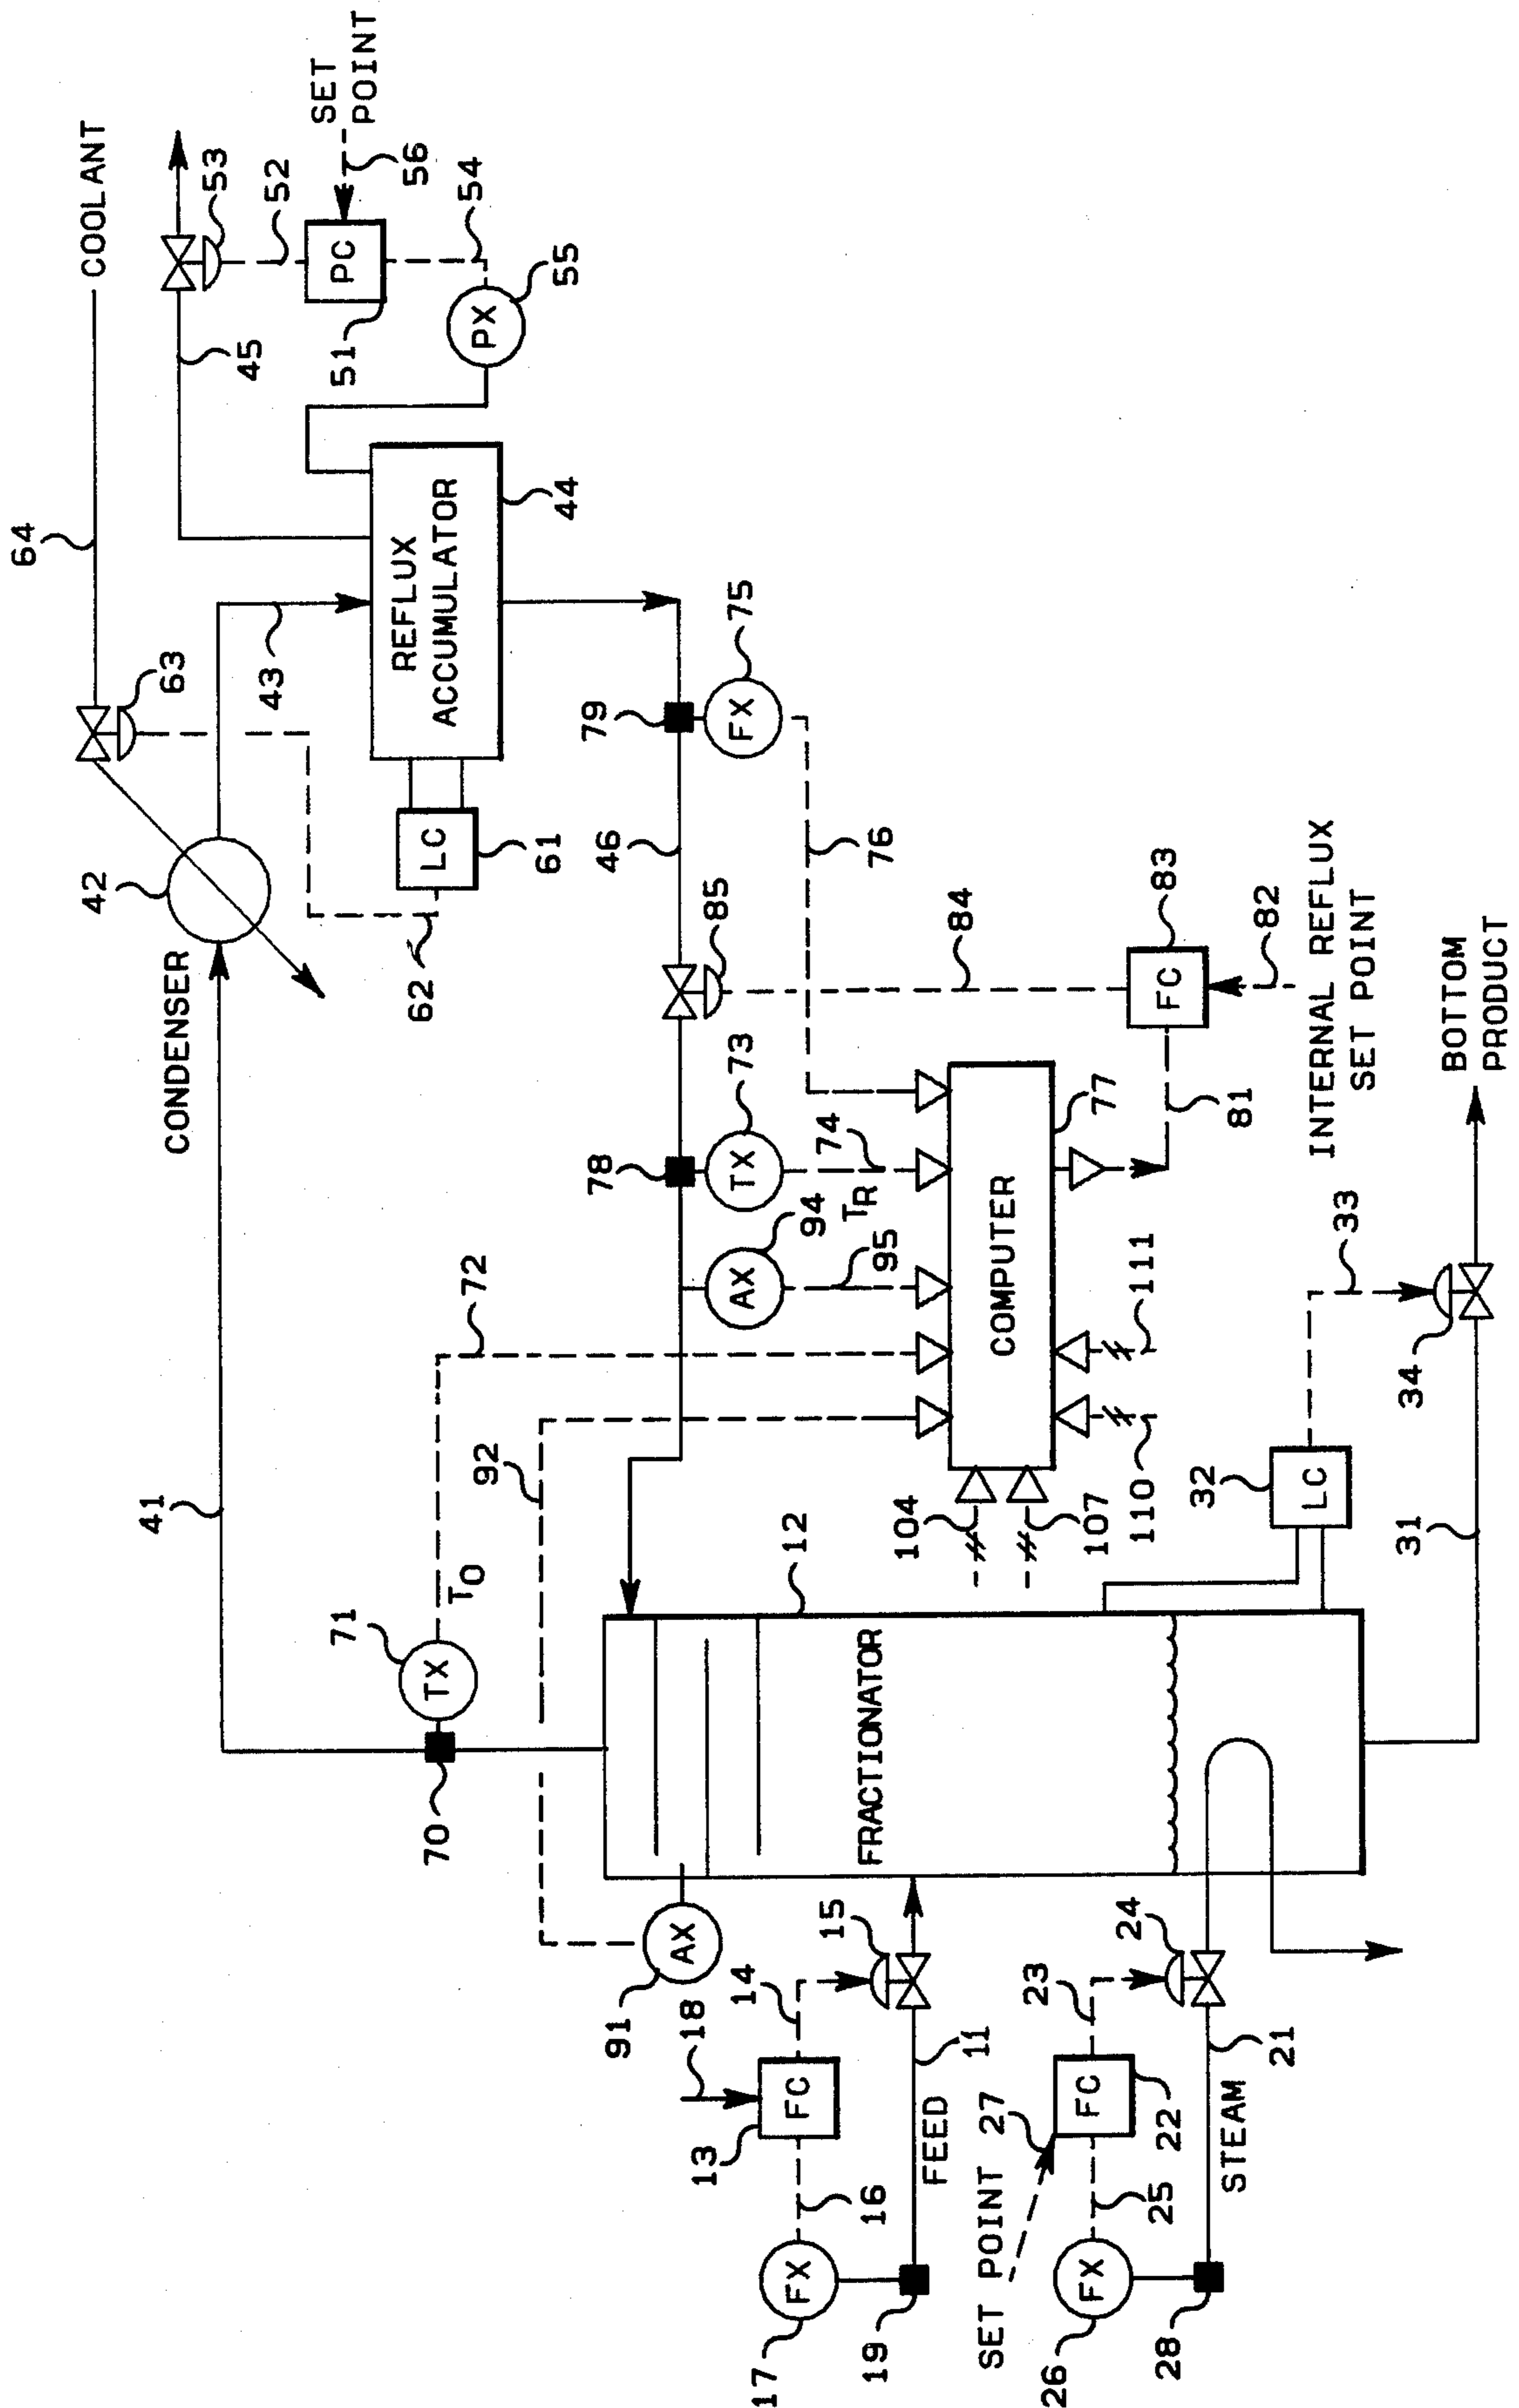 64
COOLANT
63
53
45
52
SET
POINT
56
PC
51
54
PX
55
42
CONDENSER
43
REFLUX
ACCUMULATOR
44
LC
61
62
41
79
75
FX
46
76
85
84
83
FC
82
INTERNAL REFLUX
SET POINT
81
78
73
TX
74
TR
94
AX
95
72
92
77
COMPUTER
111
110
104
107
71
TX
TO
70
12
FRACTIONATOR
32
LC
33
34
31
BOTTOM
PRODUCT
91
AX
18
14
15
13
FC
16
11
FEED
17
FX
19
SET POINT 27
23
24
FC
22
25
21
STEAM
26
FX
28